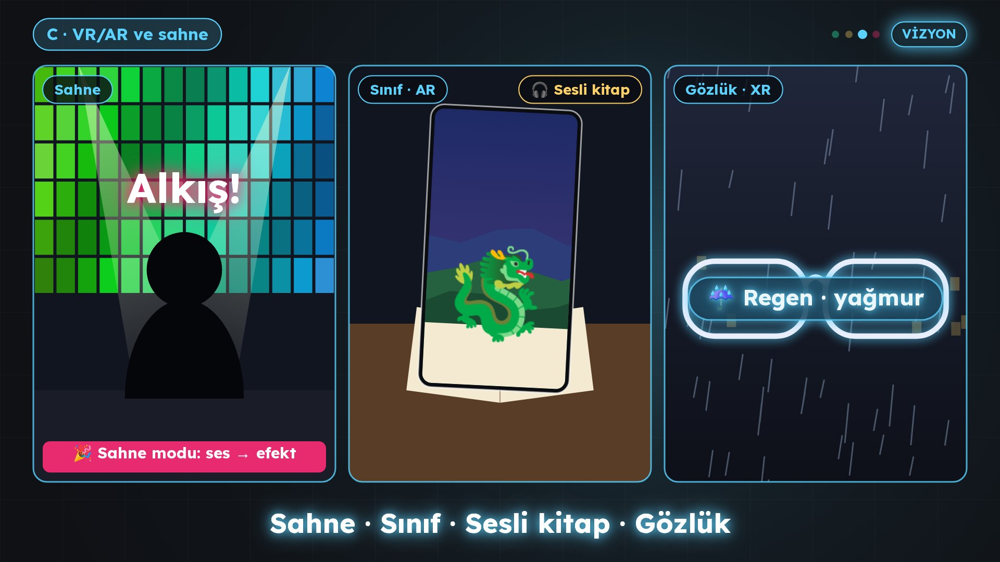 C · VR/AR ve sahne
VİZYON
Sahne
Alkış!
🎉 Sahne modu: ses → efekt
Sınıf · AR
🎧 Sesli kitap
Gözlük · XR
☔ Regen · yağmur
Sahne · Sınıf · Sesli kitap · Gözlük